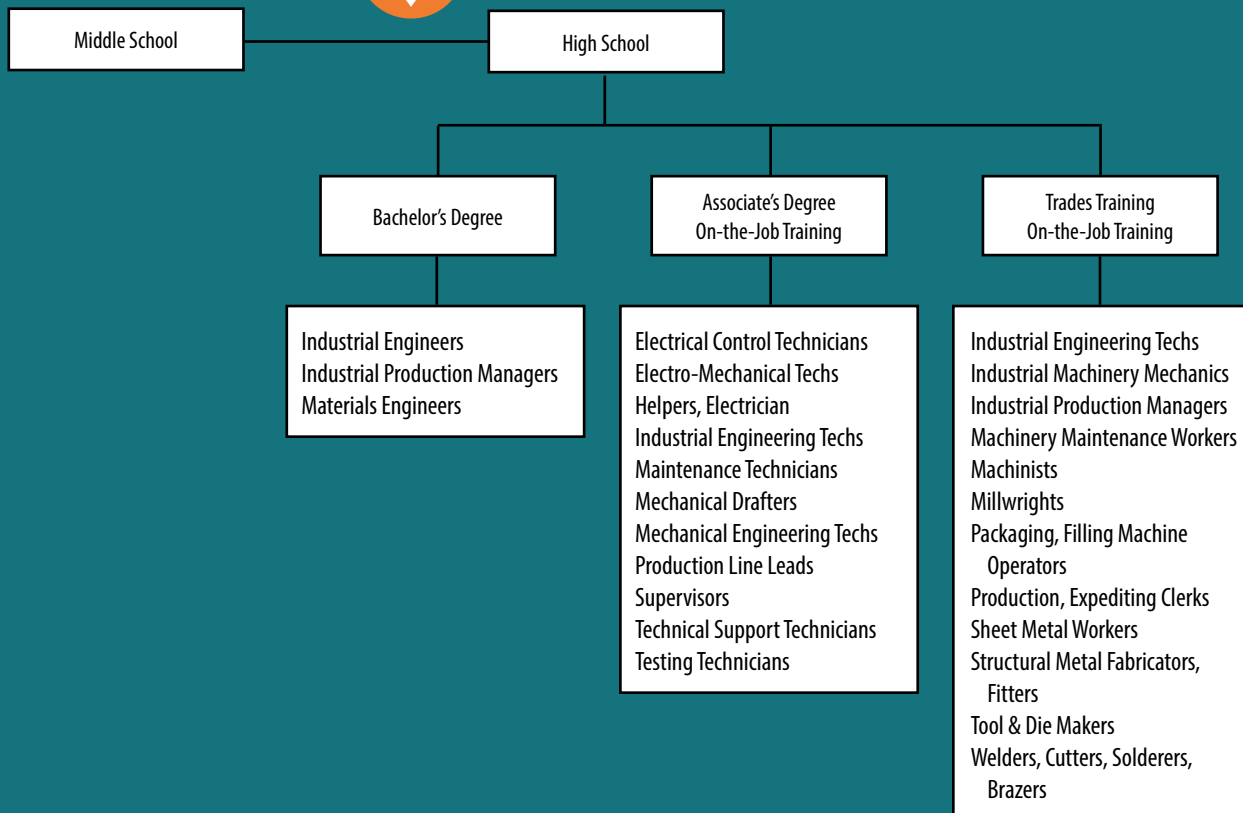 Middle School
High School
Bachelor's Degree
Associate's Degree
On-the-Job Training
Trades Training
On-the-Job Training
Industrial Engineers
Industrial Production Managers
Materials Engineers
Electrical Control Technicians
Electro-Mechanical Techs
Helpers, Electrician
Industrial Engineering Techs
Maintenance Technicians
Mechanical Drafters
Mechanical Engineering Techs
Production Line Leads
Supervisors
Technical Support Technicians
Testing Technicians
Industrial Engineering Techs
Industrial Machinery Mechanics
Industrial Production Managers
Machinery Maintenance Workers
Machinists
Millwrights
Packaging, Filling Machine
Operators
Production, Expediting Clerks
Sheet Metal Workers
Structural Metal Fabricators,
Fitters
Tool & Die Makers
Welders, Cutters, Solderers,
Brazers